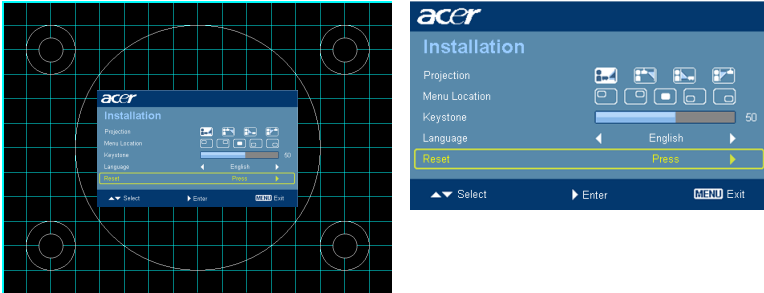 acer
Installation
Projection
Menu Location
Keystone 50
Language English
Reset Press
Select Enter MENU Exit
acer
Installation
Projection
Menu Location
Keystone 50
Language English
Reset Press
Select Enter MENU Exit